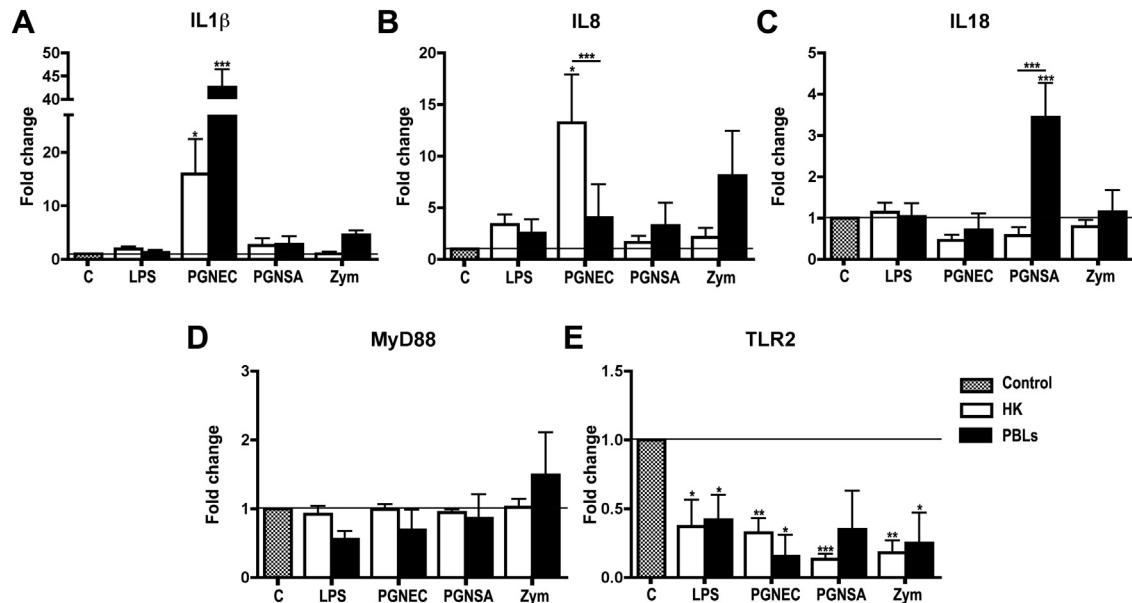 A IL1β
50
45
40
20
10
0
Fold change
*
***
C LPS PGNEC PGNSA Zym
B IL8
20
15
10
5
0
Fold change
*
***
C LPS PGNEC PGNSA Zym
C IL18
5
4
3
2
1
0
Fold change
***
***
C LPS PGNEC PGNSA Zym
D MyD88
3
2
1
0
Fold change
C LPS PGNEC PGNSA Zym
E TLR2
1.5
1.0
0.5
0.0
Fold change
* * ** * *** ** *
C LPS PGNEC PGNSA Zym
Control
HK
PBLs